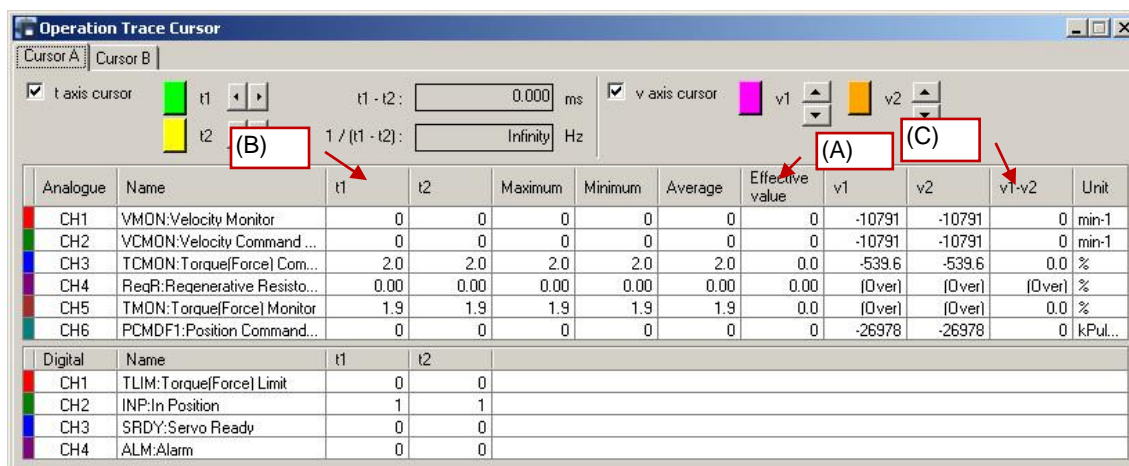 Operation Trace Cursor
Cursor A Cursor B
t axis cursor t1 t1 - t2 : 0.000 ms v axis cursor v1 v2
t2 (B) 1 / (t1 - t2) : Infinity Hz (A) (C)
Analogue Name t1 t2 Maximum Minimum Average Effective value v1 v2 v1-v2 Unit
CH1 VMON:Velocity Monitor 0 0 0 0 0 0 -10791 -10791 0 min-1
CH2 VCMON:Velocity Command ... 0 0 0 0 0 0 -10791 -10791 0 min-1
CH3 TCMON:Torque(Force) Com... 2.0 2.0 2.0 2.0 2.0 0.0 -539.6 -539.6 0.0 %
CH4 RegR:Regenerative Resisto... 0.00 0.00 0.00 0.00 0.00 0.00 (Over) (Over) (Over) %
CH5 TMON:Torque(Force) Monitor 1.9 1.9 1.9 1.9 1.9 0.0 (Over) (Over) 0.0 %
CH6 PCMDF1:Position Command... 0 0 0 0 0 0 -26978 -26978 0 kPul...
Digital Name t1 t2
CH1 TLIM:Torque(Force) Limit 0 0
CH2 INP:In Position 1 1
CH3 SRDY:Servo Ready 0 0
CH4 ALM:Alarm 0 0